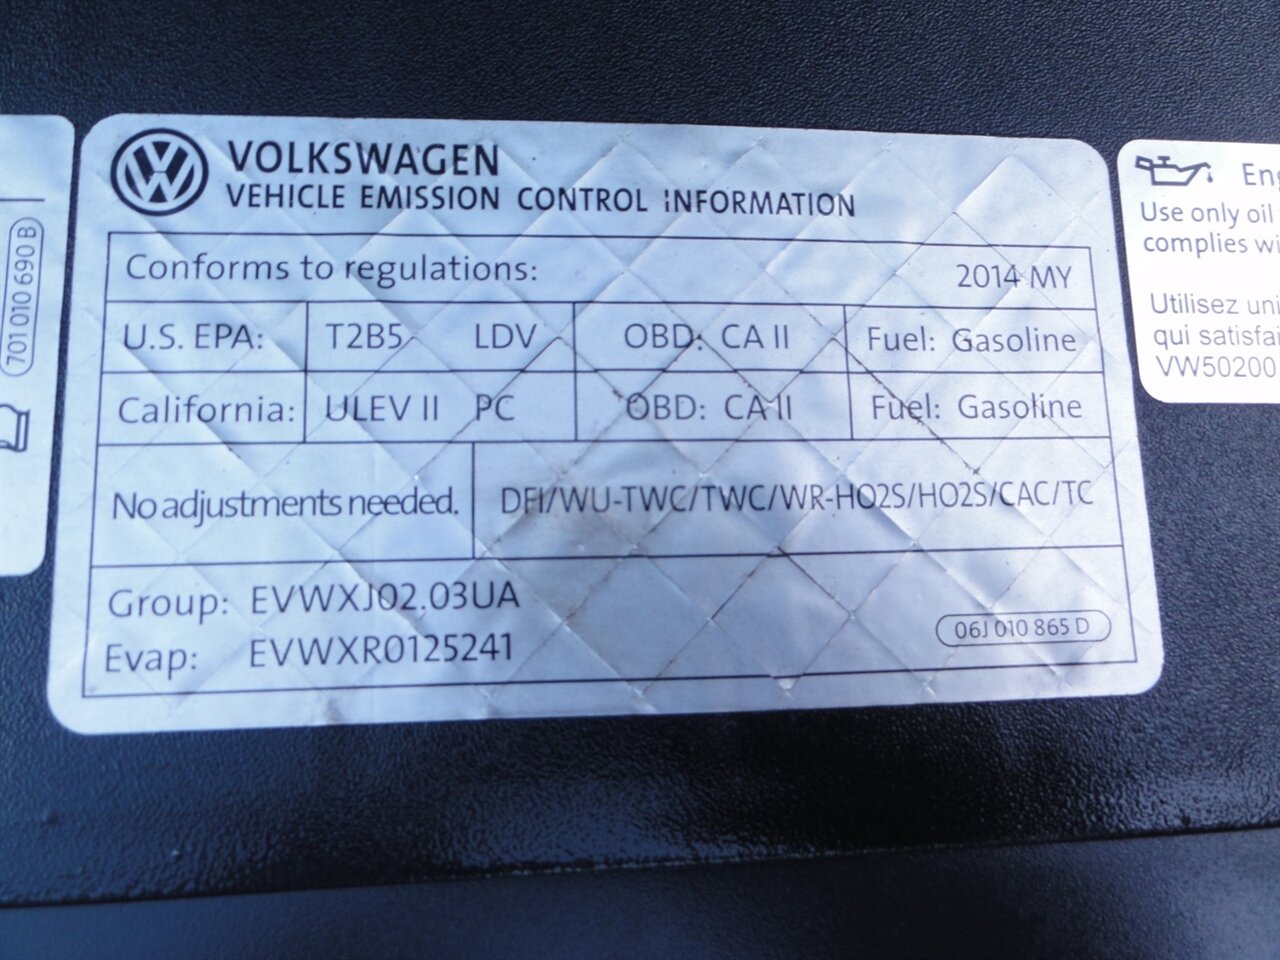 701 010 690 B
VOLKSWAGEN
VEHICLE EMISSION CONTROL INFORMATION
Conforms to regulations: 2014 MY
U.S. EPA: T2B5 LDV OBD: CA II Fuel: Gasoline
California: ULEV II PC OBD: CA II Fuel: Gasoline
No adjustments needed. DFI/WU-TWC/TWC/WR-HO2S/HO2S/CAC/TC
Group: EVWXJ02.03UA
Evap: EVWXR0125241
06J 010 865 D
Use only oil
complies
Utilisez
qui
VW50200